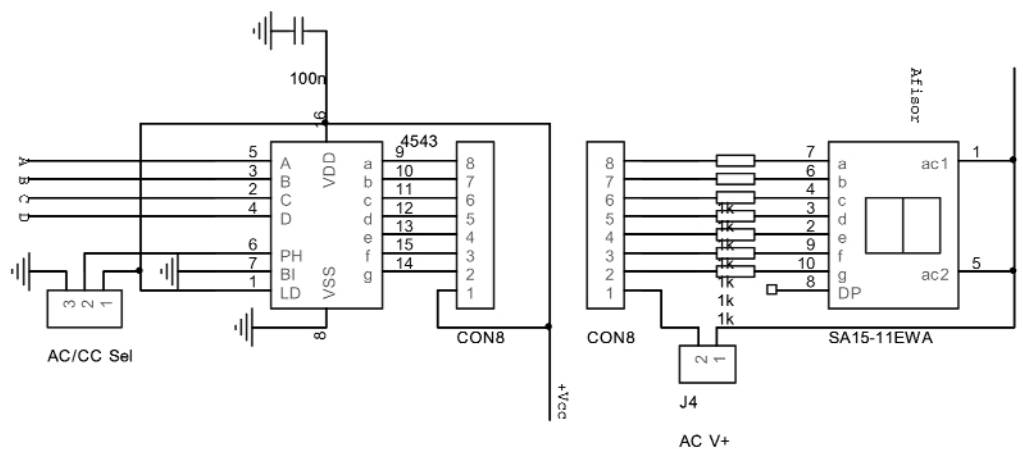 100n
16
4543
5 A VDD a 9 8
A
3 B b 10 7
B
2 C c 11 6
C
4 D d 12 5
D
e 13 4
6 PH f 15 3
7 BI g 14 2
1 LD VSS 1
8
3 2 1
AC/CC Sel
CON8
+Vcc
Afisor
8 7 a ac1 1
7 6 b
6 4 c
5 1k 3 d
4 1k 2 e
3 1k 9 f
2 10 g ac2 5
1 1k 8 DP
1k
1k
CON8
SA15-11EWA
2 1
J4
AC V+